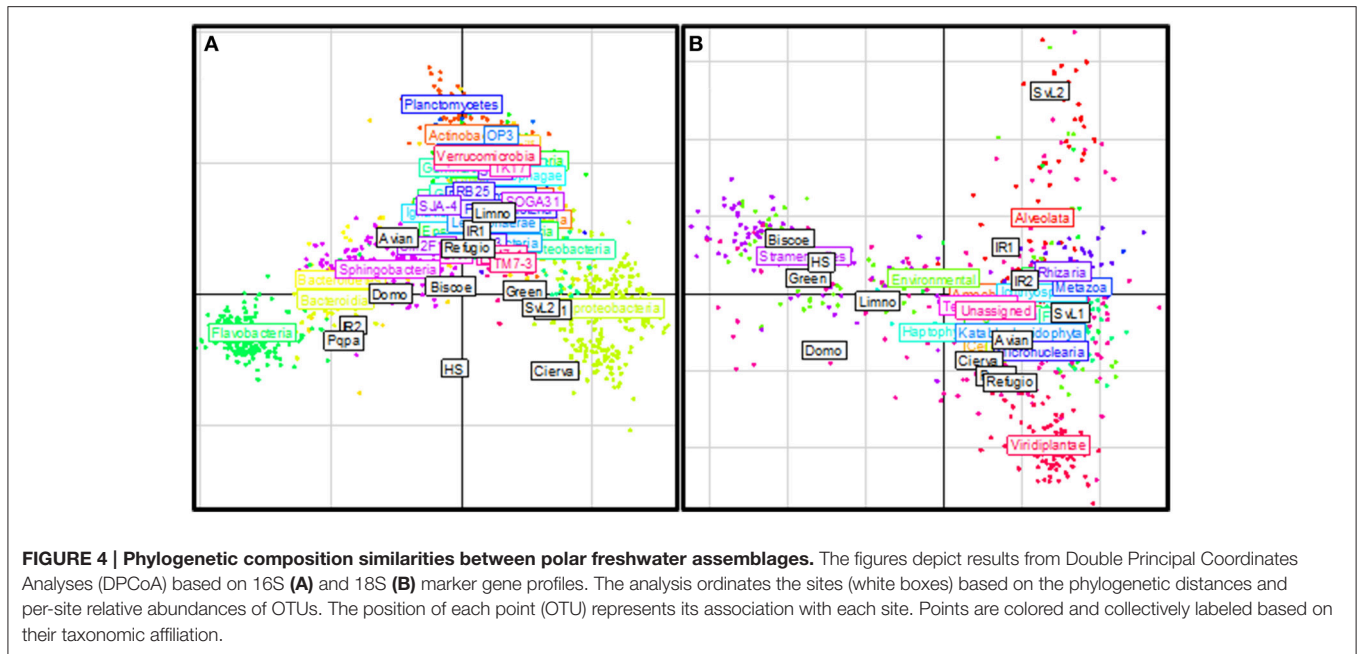 A
Planctomycetes
Actinoba
OP3
Verrucomicrobia
TK17
RB25
SJA-4
SOGA31
Limno
IR1
Avian
Refugio
Sphingobacteria
TM7-3
Biscoe
Green
Domo
Bacteroidia
SvL2
proteobacteria
Flavobacteria
Pqpa
HS
Cierva
B
SvL2
Alveolata
Biscoe
IR1
HS
Green
Environmental
IR2
Rhizaria
Metazoa
Limno
Unassigned
SvL1
Avian
Domo
Cierva
Refugio
Viridiplantae
FIGURE 4 | Phylogenetic composition similarities between polar freshwater assemblages. The figures depict results from Double Principal Coordinates
Analyses (DPCoA) based on 16S (A) and 18S (B) marker gene profiles. The analysis ordinates the sites (white boxes) based on the phylogenetic distances and
per-site relative abundances of OTUs. The position of each point (OTU) represents its association with each site. Points are colored and collectively labeled based on
their taxonomic affiliation.